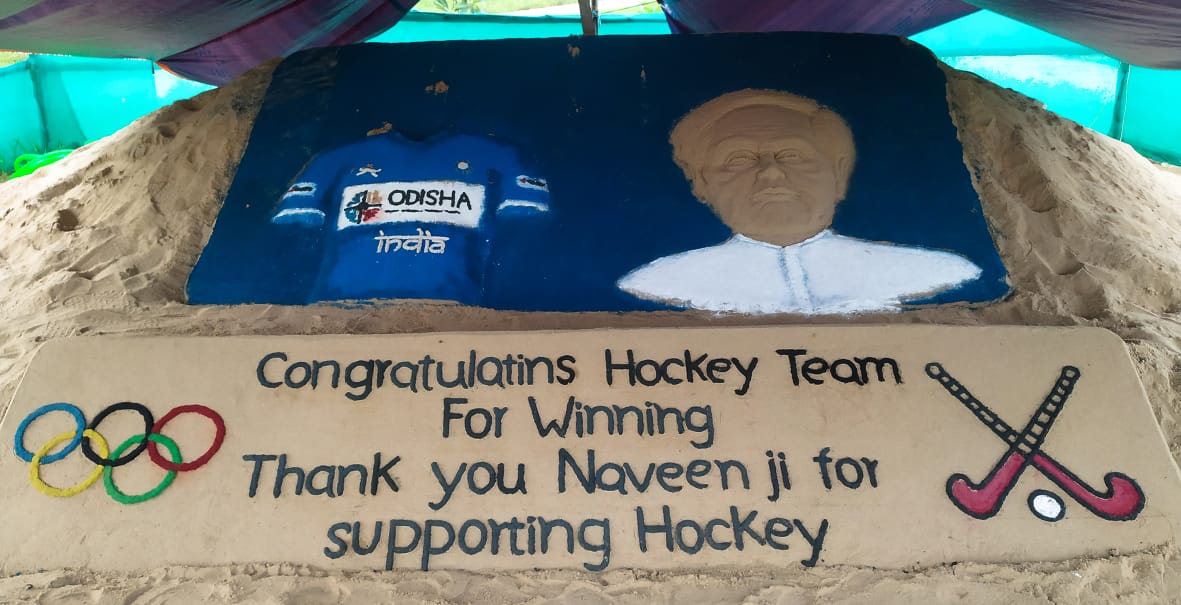 ODISHA
india
Congratulatins Hockey Team
For Winning
Thank you Naveen ji for
supporting Hockey